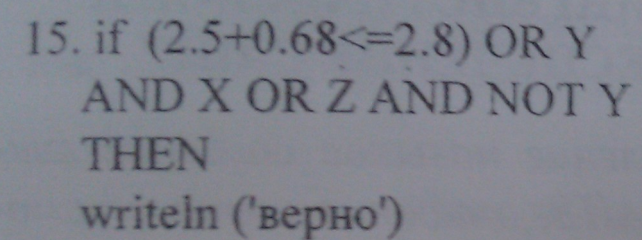 15. if (2.5+0.68<=2.8) OR Y
AND X OR Z AND NOT Y
THEN
writeln ('верно')